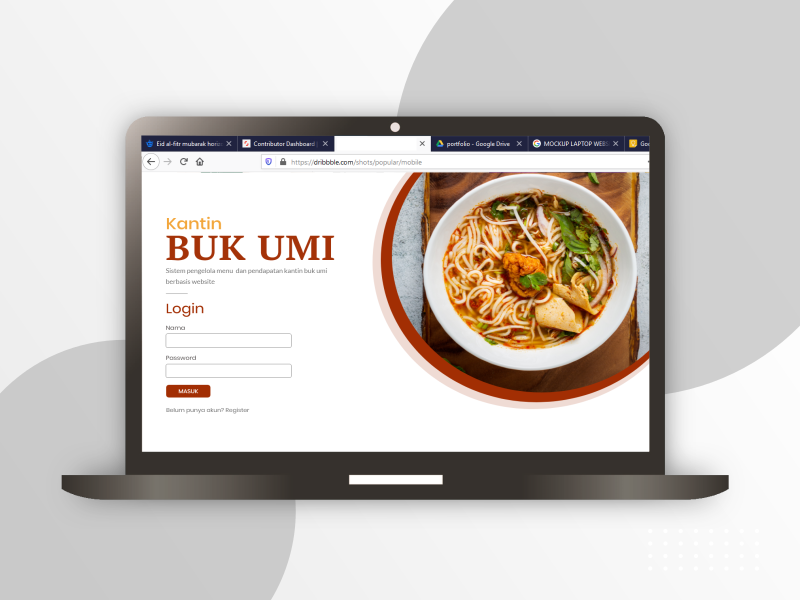 Eid al-fitr mubarak horiz
Contributor Dashboard
portfolio - Google Drive
MOCKUP LAPTOP WEB
Goo
https://dribbble.com/shots/popular/mobile
Kantin
BUK UMI
Sistem pengelola menu dan pendapatan kantin buk umi
berbasis website
Login
Nama
Password
MASUK
Belum punya akun? Register